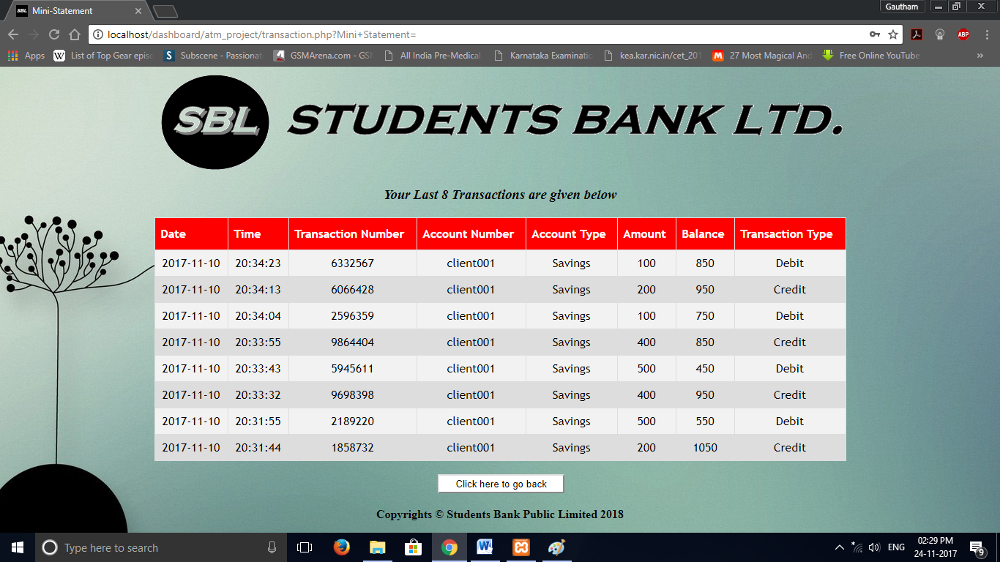 SBL Mini-Statement
Gautham
localhost/dashboard/atm_project/transaction.php?Mini+Statement=
ABP
Apps W List of Top Gear episo S Subscene - Passionat GSMArena.com - GSM All India Pre-Medical Karnataka Examinatio kea.kar.nic.in/cet_201 27 Most Magical And Free Online YouTube »
SBL STUDENTS BANK LTD.
Your Last 8 Transactions are given below
Date Time Transaction Number Account Number Account Type Amount Balance Transaction Type
2017-11-10 20:34:23 6332567 client001 Savings 100 850 Debit
2017-11-10 20:34:13 6066428 client001 Savings 200 950 Credit
2017-11-10 20:34:04 2596359 client001 Savings 100 750 Debit
2017-11-10 20:33:55 9864404 client001 Savings 400 850 Credit
2017-11-10 20:33:43 5945611 client001 Savings 500 450 Debit
2017-11-10 20:33:32 9698398 client001 Savings 400 950 Credit
2017-11-10 20:31:55 2189220 client001 Savings 500 550 Debit
2017-11-10 20:31:44 1858732 client001 Savings 200 1050 Credit
Click here to go back
Copyrights © Students Bank Public Limited 2018
Type here to search
ENG
02:29 PM
24-11-2017
9